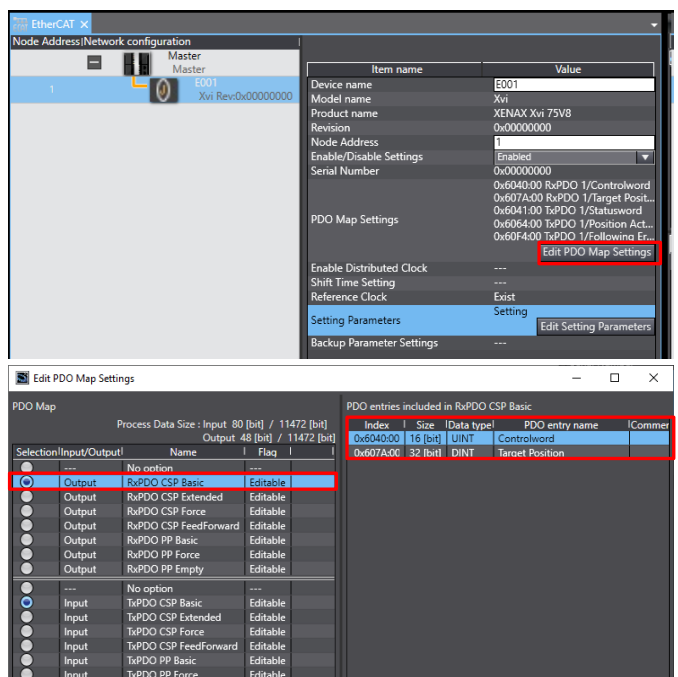 EtherCAT ×
Node Address|Network configuration
Master
Master
1
E001
Xvi Rev:0x00000000
Item name Value
Device name E001
Model name Xvi
Product name XENAX Xvi 75V8
Revision 0x00000000
Node Address 1
Enable/Disable Settings Enabled
Serial Number 0x00000000
PDO Map Settings
0x6040:00 RxPDO 1/Controlword
0x607A:00 RxPDO 1/Target Posit...
0x6041:00 TxPDO 1/Statusword
0x6064:00 TxPDO 1/Position Act...
0x60F4:00 TxPDO 1/Following Er...
Edit PDO Map Settings
Enable Distributed Clock ---
Shift Time Setting ---
Reference Clock Exist
Setting Parameters Setting
Edit Setting Parameters
Backup Parameter Settings ---
Edit PDO Map Settings
PDO Map
Process Data Size : Input 80 [bit] / 11472 [bit]
Output 48 [bit] / 11472 [bit]
Selection|Input/Output| Name | Flag |
--- No option ---
Output RxPDO CSP Basic Editable
Output RxPDO CSP Extended Editable
Output RxPDO CSP Force Editable
Output RxPDO CSP FeedForward Editable
Output RxPDO PP Basic Editable
Output RxPDO PP Force Editable
Output RxPDO PP Empty Editable
--- No option ---
Input TxPDO CSP Basic Editable
Input TxPDO CSP Extended Editable
Input TxPDO CSP Force Editable
Input TxPDO CSP FeedForward Editable
Input TxPDO PP Basic Editable
Input TxPDO PP Force Editable
PDO entries included in RxPDO CSP Basic
Index | Size |Data type| PDO entry name |Commer
0x6040:00 16 [bit] UINT Controlword
0x607A:00 32 [bit] DINT Target Position